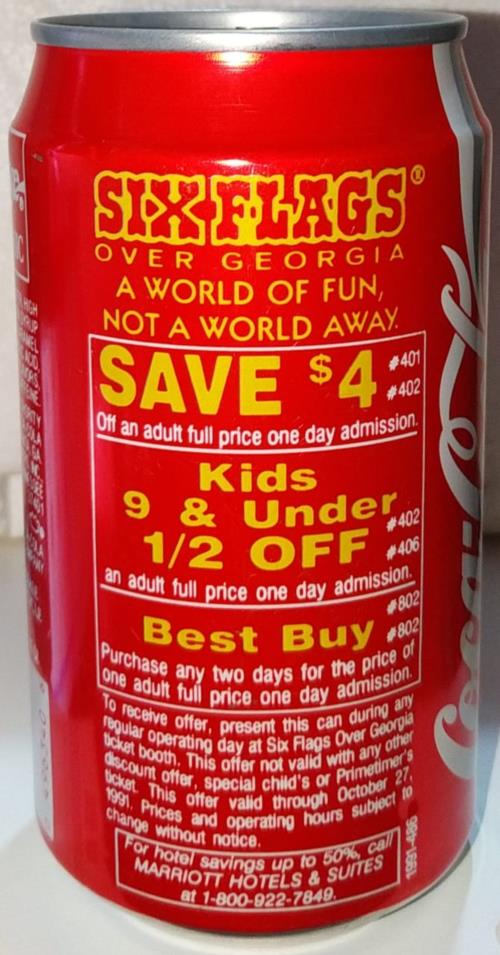 SIX FLAGS®
OVER GEORGIA
A WORLD OF FUN,
NOT A WORLD AWAY.
SAVE $4 #401
#402
Off an adult full price one day admission.
Kids
9 & Under #402
1/2 OFF #406
an adult full price one day admission.
#802
Best Buy #802
Purchase any two days for the price of
one adult full price one day admission.
To receive offer, present this can during any
regular operating day at Six Flags Over Georgia
ticket booth. This offer not valid with any other
discount offer, special child's or Primetimer's
ticket. This offer valid through October 27,
1991. Prices and operating hours subject to
change without notice.
1991-486
For hotel savings up to 50%, call
MARRIOTT HOTELS & SUITES
at 1-800-922-7849.
Coca-Cola